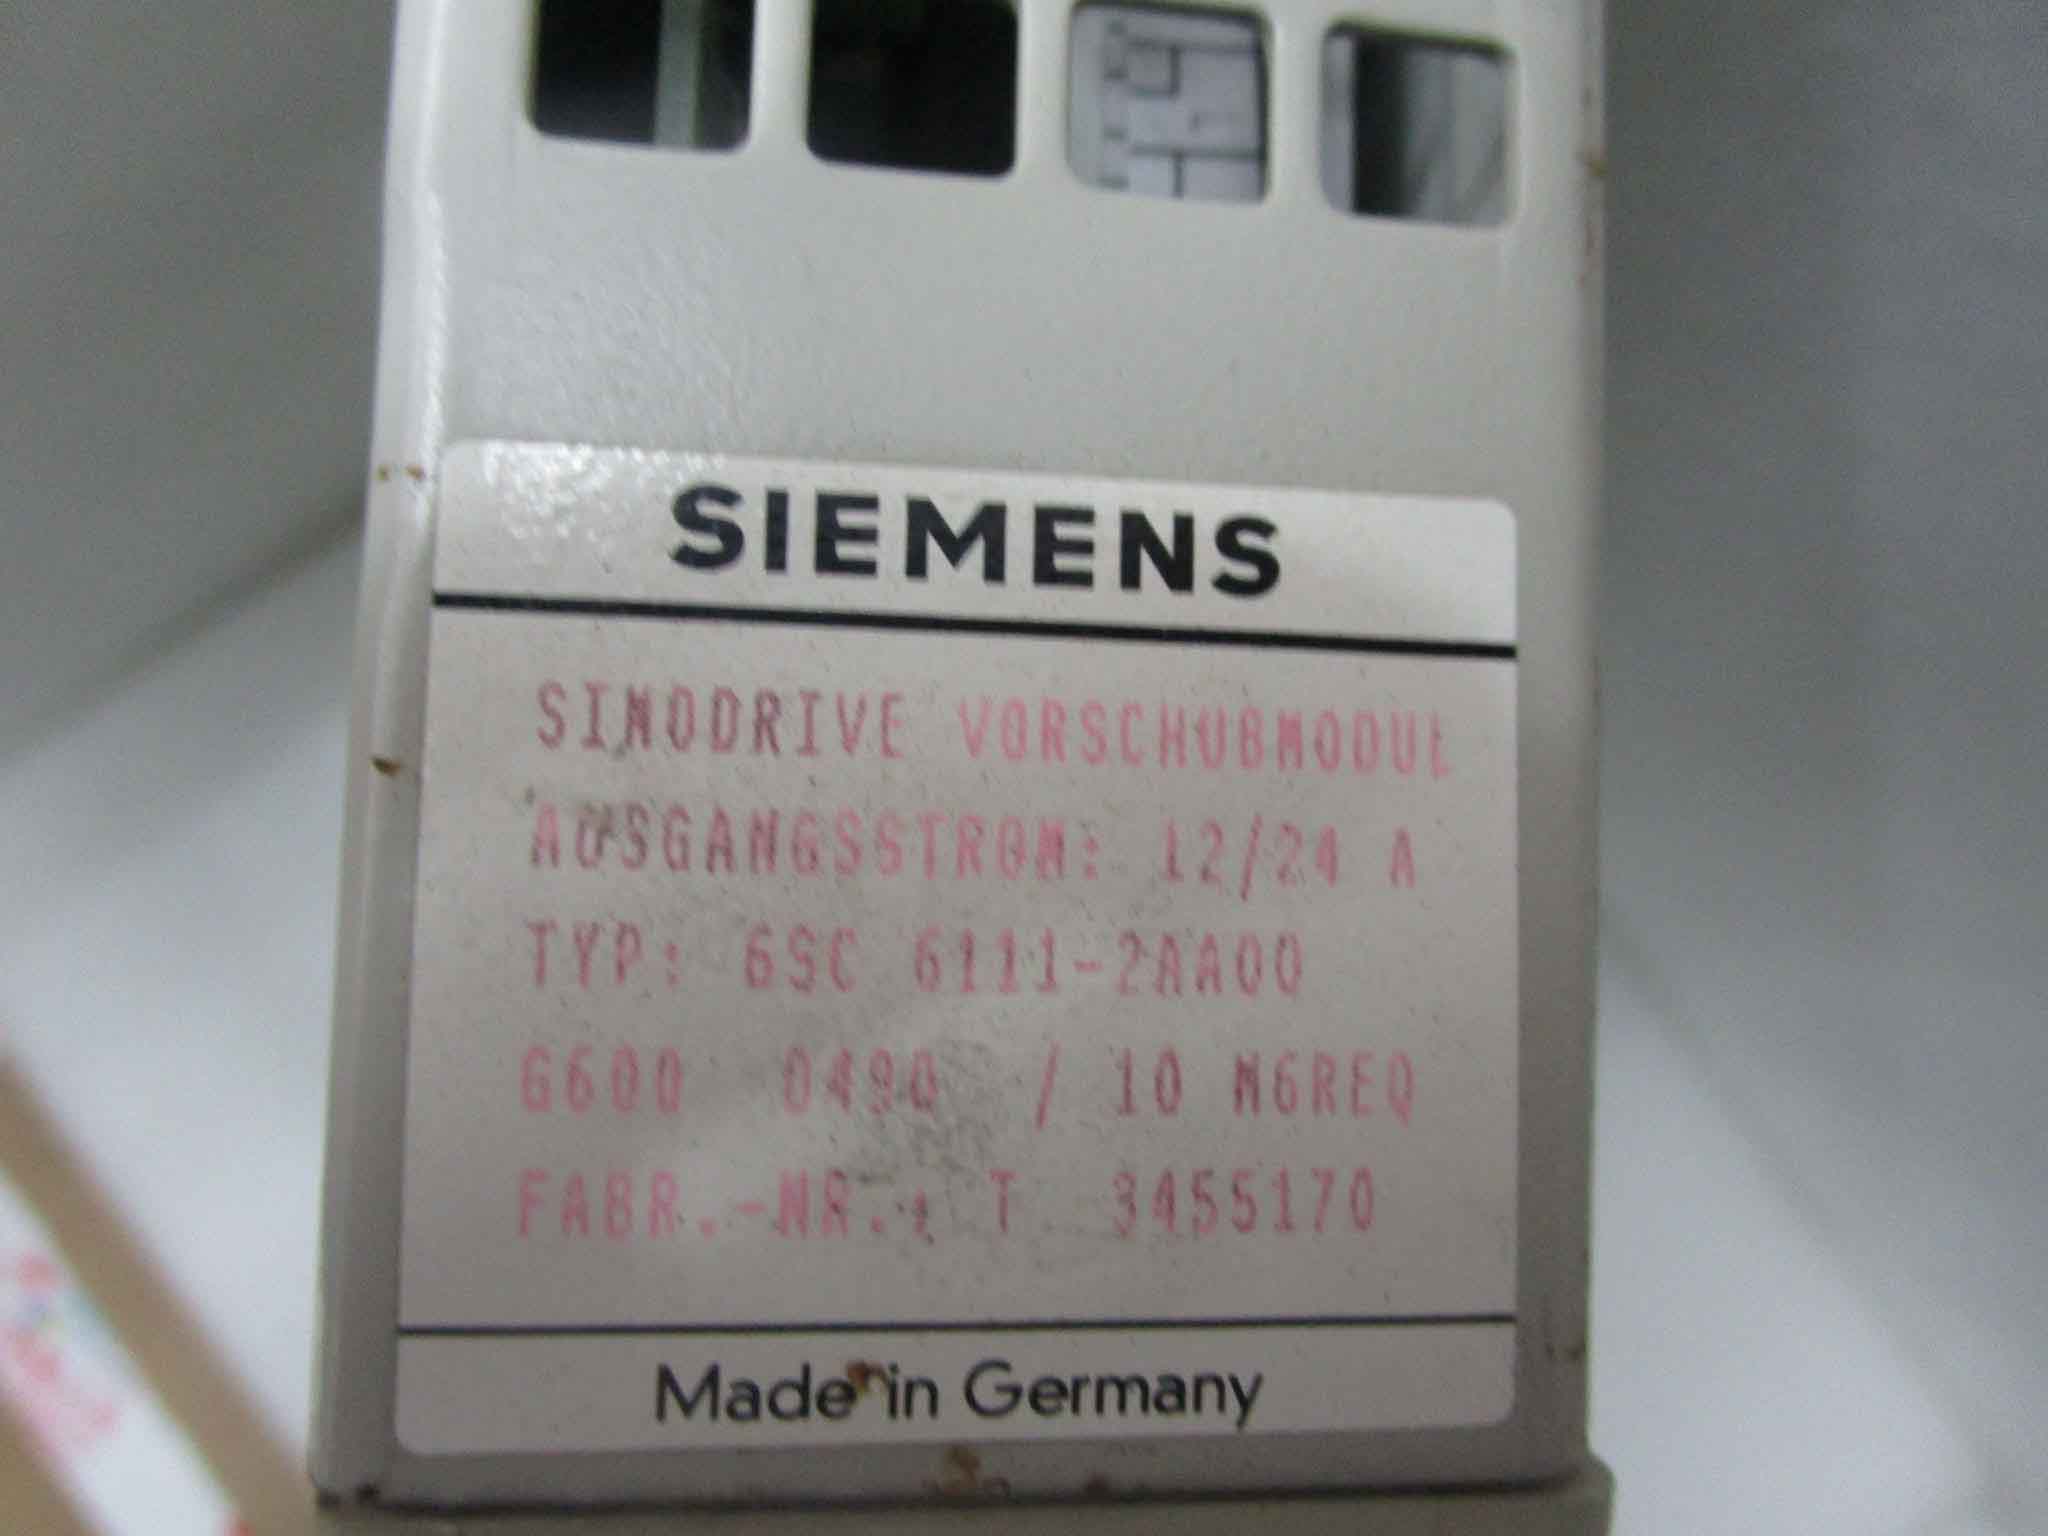 SIEMENS
SIMODRIVE VORSCHUBMODUL
AUSGANGSSTROM: 12/24 A
TYP: 6SC 6111-2AA00
G600 0490 / 10 MGREQ
FABR.-NR.: T 3455170
Made in Germany